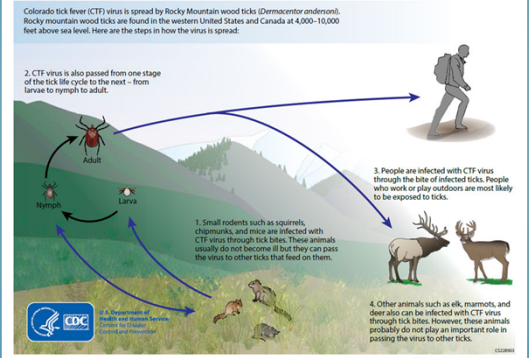 Colorado tick fever (CTF) virus is spread by Rocky Mountain wood ticks (Dermacentor andersoni).
Rocky mountain wood ticks are found in the western United States and Canada at 4,000–10,000
feet above sea level. Here are the steps in how the virus is spread:
2. CTF virus is also passed from one stage
of the tick life cycle to the next – from
larvae to nymph to adult.
Adult
Nymph
Larva
3. People are infected with CTF virus
through the bite of infected ticks. People
who work or play outdoors are most likely
to be exposed to ticks.
1. Small rodents such as squirrels,
chipmunks, and mice are infected with
CTF virus through tick bites. These animals
usually do not become ill but they can pass
the virus to other ticks that feed on them.
4. Other animals such as elk, marmots, and
deer also can be infected with CTF virus
through tick bites. However, these animals
probably do not play an important role in
passing the virus to other ticks.
CDC
U.S. Department of
Health and Human Services
Centers for Disease
Control and Prevention